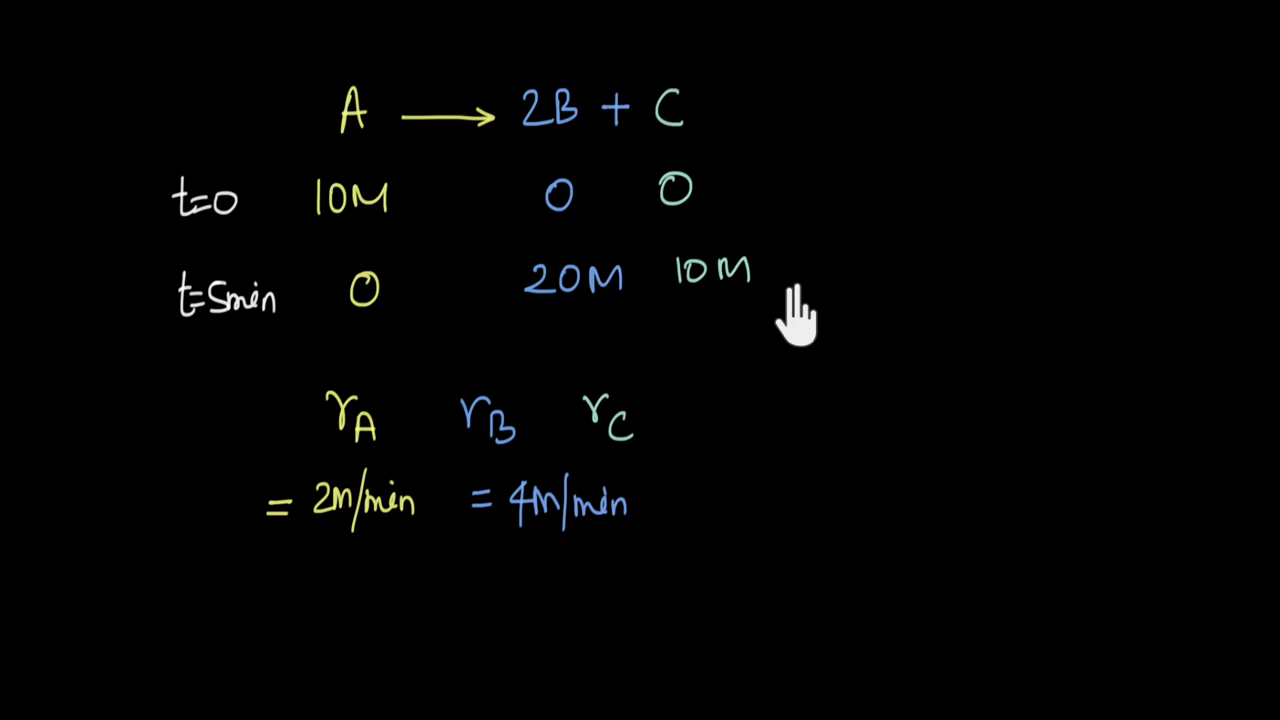 A → 2B + C
t=0 10M 0 0
t=5min 0 20M 10M
rA rB rC
= 2M/min = 4M/min